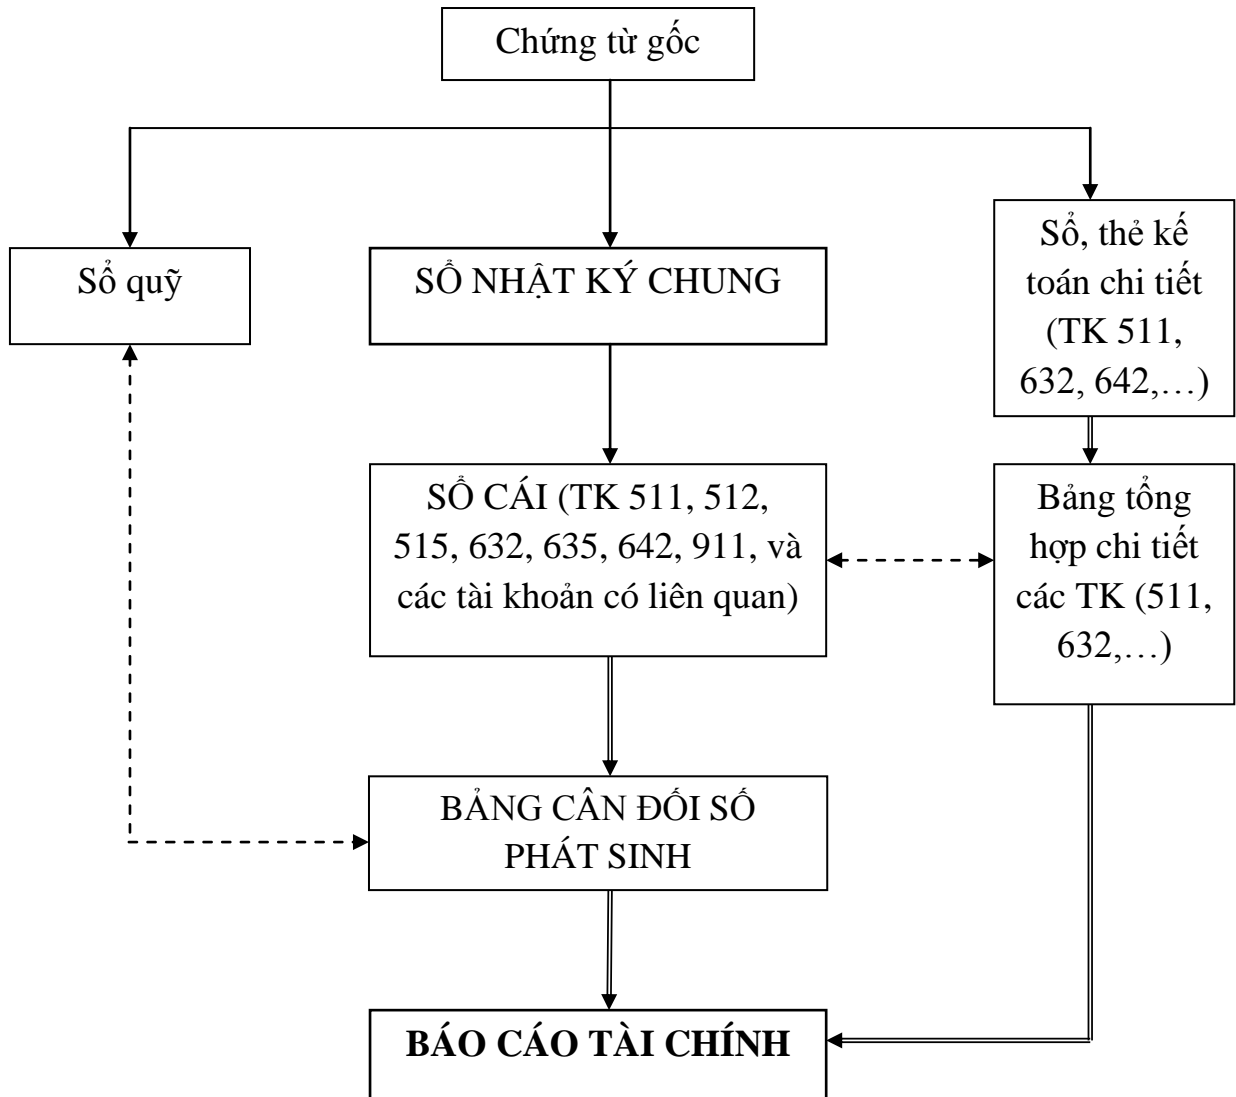 Chứng từ gốc
Sổ quỹ
SỔ NHẬT KÝ CHUNG
Sổ, thẻ kế
toán chi tiết
(TK 511,
632, 642,…)
SỔ CÁI (TK 511, 512,
515, 632, 635, 642, 911, và
các tài khoản có liên quan)
Bảng tổng
hợp chi tiết
các TK (511,
632,…)
BẢNG CÂN ĐỐI SỐ
PHÁT SINH
BÁO CÁO TÀI CHÍNH